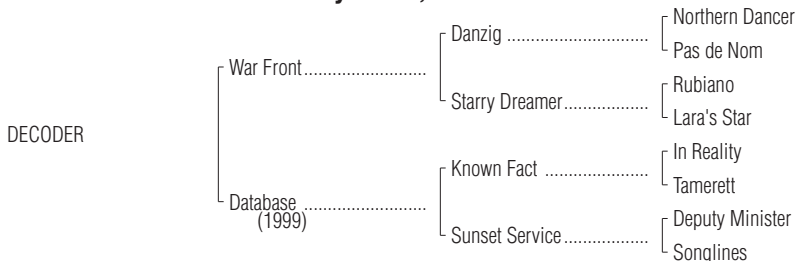 Northern Dancer
Danzig ..............................
Pas de Nom
War Front..........................
Rubiano
Starry Dreamer..................
Lara's Star
DECODER
In Reality
Known Fact ......................
Tamerett
Database ..........................
(1999)
Deputy Minister
Sunset Service..................
Songlines